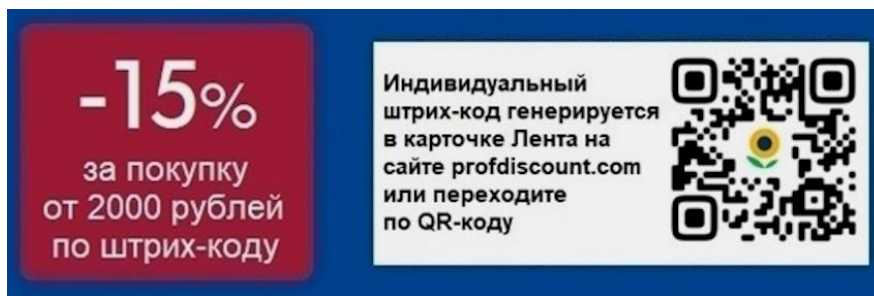 -15%
за покупку
от 2000 рублей
по штрих-коду
Индивидуальный
штрих-код генерируется
в карточке Лента на
сайте profdiscount.com
или переходите
по QR-коду